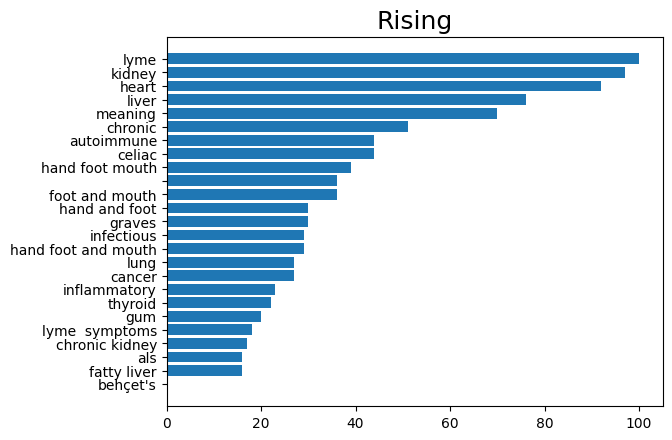 Rising
lyme
kidney
heart
liver
meaning
chronic
autoimmune
celiac
hand foot mouth
foot and mouth
hand and foot
graves
infectious
hand foot and mouth
lung
cancer
inflammatory
thyroid
gum
lyme  symptoms
chronic kidney
als
fatty liver
behçet's
0 20 40 60 80 100